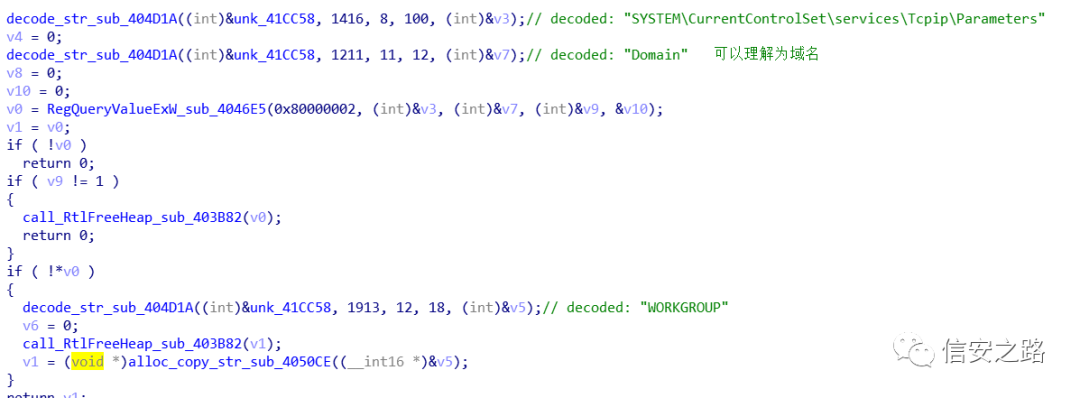 decode_str_sub_404D1A((int)&unk_41CC58, 1416, 8, 100, (int)&v3);// decoded: "SYSTEM\CurrentControlSet\services\Tcpip\Parameters"
v4 = 0;
decode_str_sub_404D1A((int)&unk_41CC58, 1211, 11, 12, (int)&v7);// decoded: "Domain"   可以理解为域名
v8 = 0;
v10 = 0;
v0 = RegQueryValueExW_sub_4046E5(0x80000002, (int)&v3, (int)&v7, (int)&v9, &v10);
v1 = v0;
if ( !v0 )
  return 0;
if ( v9 != 1 )
{
  call_RtlFreeHeap_sub_403B82(v0);
  return 0;
}
if ( !*v0 )
{
  decode_str_sub_404D1A((int)&unk_41CC58, 1913, 12, 18, (int)&v5);// decoded: "WORKGROUP"
  v6 = 0;
  call_RtlFreeHeap_sub_403B82(v1);
  v1 = (void *)alloc_copy_str_sub_4050CE((__int16 *)&v5);
}
return v1;
信安之路